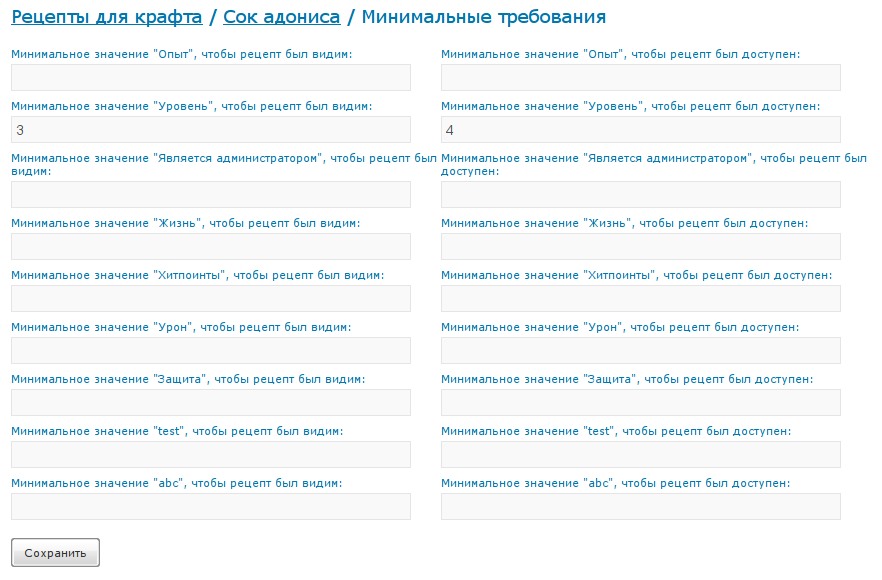 Рецепты для крафта / Сок адониса / Минимальные требования
Минимальное значение "Опыт", чтобы рецепт был видим:
Минимальное значение "Опыт", чтобы рецепт был доступен:
Минимальное значение "Уровень", чтобы рецепт был видим:
Минимальное значение "Уровень", чтобы рецепт был доступен:
3
4
Минимальное значение "Является администратором", чтобы рецепт был
видим:
Минимальное значение "Является администратором", чтобы рецепт был
доступен:
Минимальное значение "Жизнь", чтобы рецепт был видим:
Минимальное значение "Жизнь", чтобы рецепт был доступен:
Минимальное значение "Хитпоинты", чтобы рецепт был видим:
Минимальное значение "Хитпоинты", чтобы рецепт был доступен:
Минимальное значение "Урон", чтобы рецепт был видим:
Минимальное значение "Урон", чтобы рецепт был доступен:
Минимальное значение "Защита", чтобы рецепт был видим:
Минимальное значение "Защита", чтобы рецепт был доступен:
Минимальное значение "test", чтобы рецепт был видим:
Минимальное значение "test", чтобы рецепт был доступен:
Минимальное значение "abc", чтобы рецепт был видим:
Минимальное значение "abc", чтобы рецепт был доступен:
Сохранить